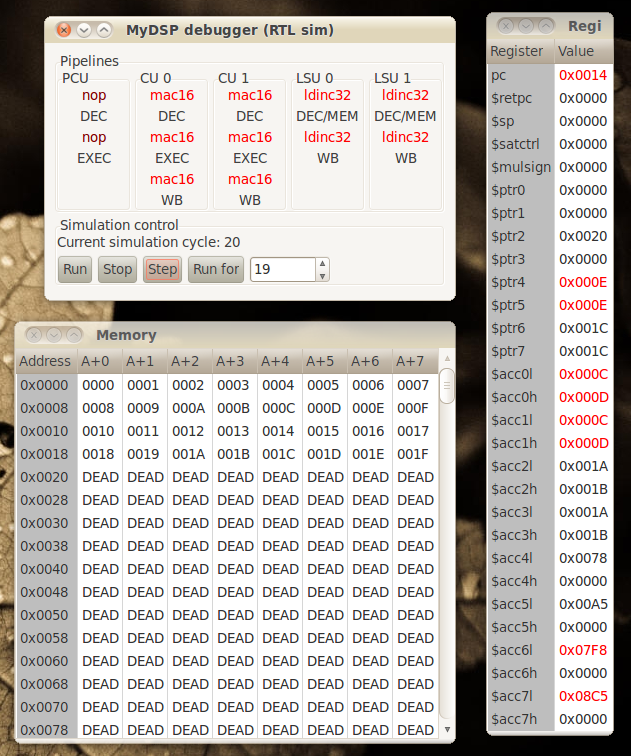 MyDSP debugger (RTL sim)
Pipelines
PCU CU 0 CU 1 LSU 0 LSU 1
nop mac16 mac16 ldinc32 ldinc32
DEC DEC DEC DEC/MEM DEC/MEM
nop mac16 mac16 ldinc32 ldinc32
EXEC EXEC EXEC WB WB
mac16 mac16
WB WB
Simulation control
Current simulation cycle: 20
Run Stop Step Run for 19
Memory
Address A+0 A+1 A+2 A+3 A+4 A+5 A+6 A+7
0x0000 0000 0001 0002 0003 0004 0005 0006 0007
0x0008 0008 0009 000A 000B 000C 000D 000E 000F
0x0010 0010 0011 0012 0013 0014 0015 0016 0017
0x0018 0018 0019 001A 001B 001C 001D 001E 001F
0x0020 DEAD DEAD DEAD DEAD DEAD DEAD DEAD DEAD
0x0028 DEAD DEAD DEAD DEAD DEAD DEAD DEAD DEAD
0x0030 DEAD DEAD DEAD DEAD DEAD DEAD DEAD DEAD
0x0038 DEAD DEAD DEAD DEAD DEAD DEAD DEAD DEAD
0x0040 DEAD DEAD DEAD DEAD DEAD DEAD DEAD DEAD
0x0048 DEAD DEAD DEAD DEAD DEAD DEAD DEAD DEAD
0x0050 DEAD DEAD DEAD DEAD DEAD DEAD DEAD DEAD
0x0058 DEAD DEAD DEAD DEAD DEAD DEAD DEAD DEAD
0x0060 DEAD DEAD DEAD DEAD DEAD DEAD DEAD DEAD
0x0068 DEAD DEAD DEAD DEAD DEAD DEAD DEAD DEAD
0x0070 DEAD DEAD DEAD DEAD DEAD DEAD DEAD DEAD
0x0078 DEAD DEAD DEAD DEAD DEAD DEAD DEAD DEAD
Regi
Register Value
pc 0x0014
$retpc 0x0000
$sp 0x0000
$satctrl 0x0000
$mulsign 0x0000
$ptr0 0x0000
$ptr1 0x0000
$ptr2 0x0020
$ptr3 0x0000
$ptr4 0x000E
$ptr5 0x000E
$ptr6 0x001C
$ptr7 0x001C
$acc0l 0x000C
$acc0h 0x000D
$acc1l 0x000C
$acc1h 0x000D
$acc2l 0x001A
$acc2h 0x001B
$acc3l 0x001A
$acc3h 0x001B
$acc4l 0x0078
$acc4h 0x0000
$acc5l 0x00A5
$acc5h 0x0000
$acc6l 0x07F8
$acc6h 0x0000
$acc7l 0x08C5
$acc7h 0x0000